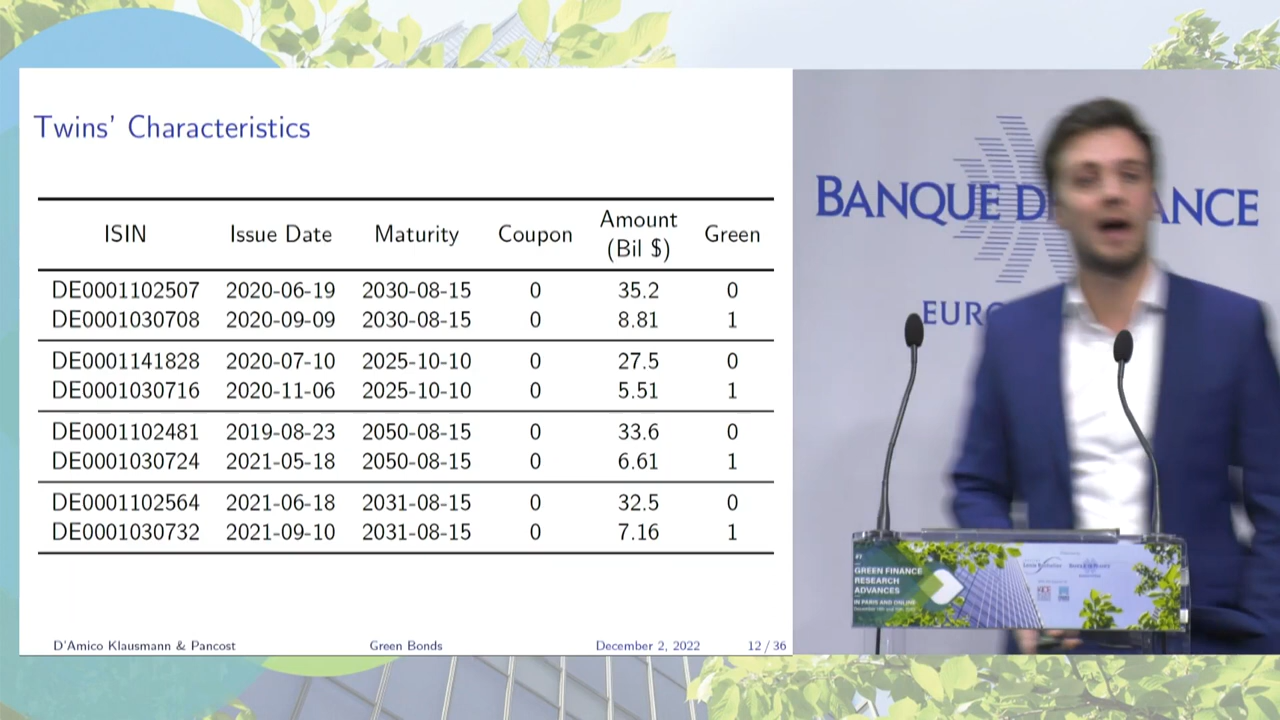 Twins' Characteristics
ISIN Issue Date Maturity Coupon Amount (Bil $) Green
DE0001102507 2020-06-19 2030-08-15 0 35.2 0
DE0001030708 2020-09-09 2030-08-15 0 8.81 1
DE0001141828 2020-07-10 2025-10-10 0 27.5 0
DE0001030716 2020-11-06 2025-10-10 0 5.51 1
DE0001102481 2019-08-23 2050-08-15 0 33.6 0
DE0001030724 2021-05-18 2050-08-15 0 6.61 1
DE0001102564 2021-06-18 2031-08-15 0 32.5 0
DE0001030732 2021-09-10 2031-08-15 0 7.16 1
D'Amico Klausmann & Pancost Green Bonds December 2, 2022 12 / 36
BANQUE D ANCE
EURO
GREEN FINANCE
RESEARCH
ADVANCES
IN PARIS AND ONLINE